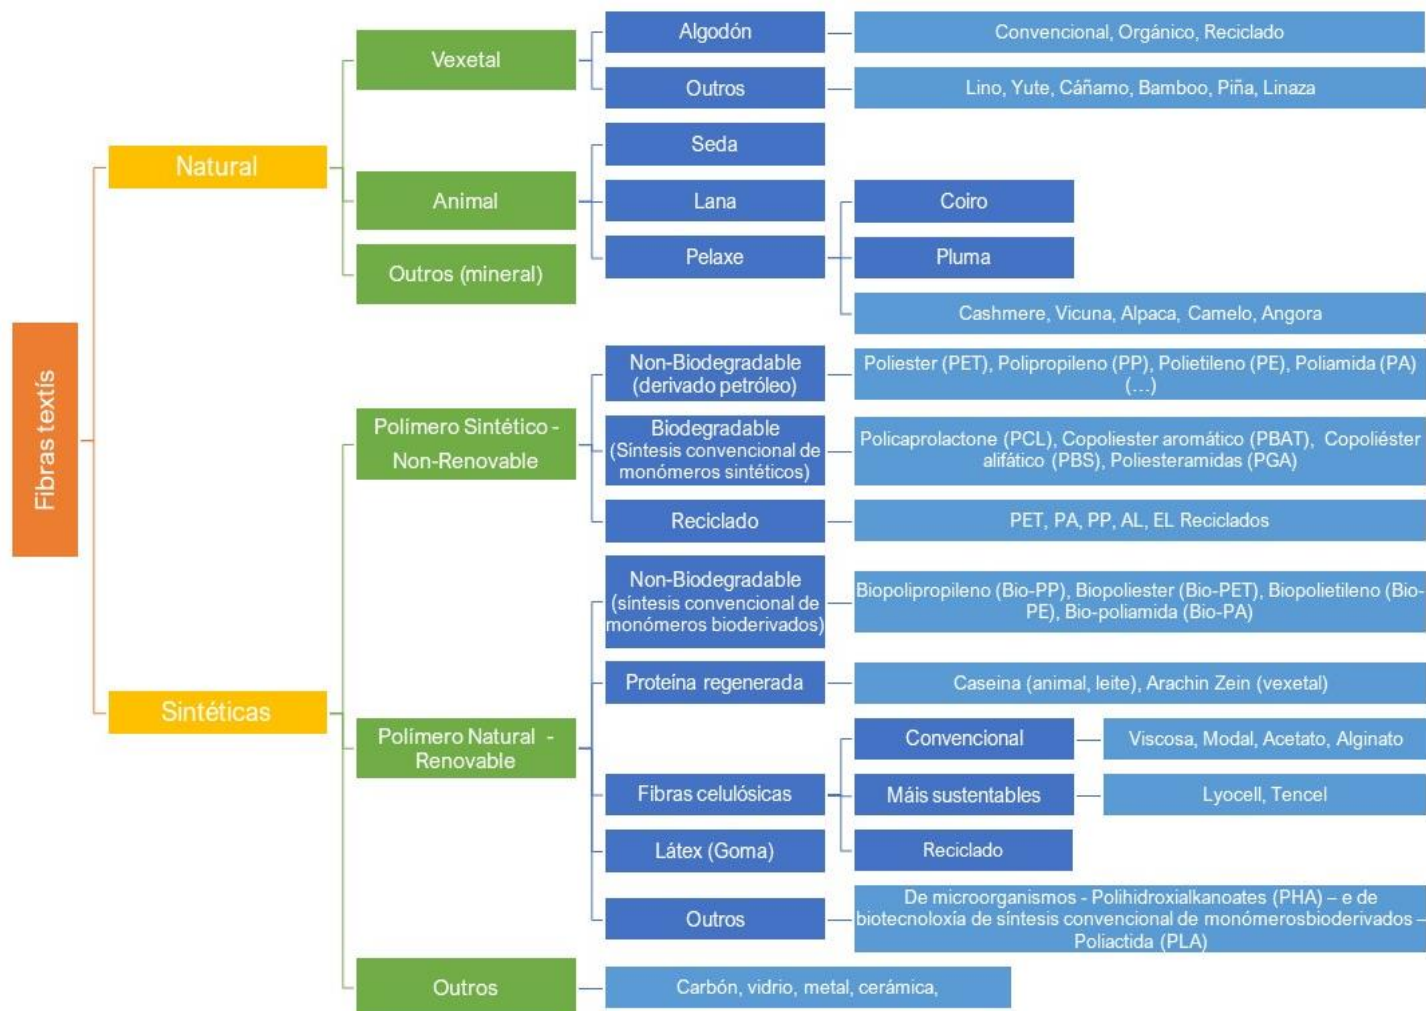 Fibras textís
Natural
Vexetal
Algodón
Convencional, Orgánico, Reciclado
Outros
Lino, Yute, Cáñamo, Bamboo, Piña, Linaza
Animal
Seda
Lana
Pelaxe
Coiro
Pluma
Cashmere, Vicuna, Alpaca, Camelo, Angora
Outros (mineral)
Sintéticas
Polímero Sintético -
Non-Renovable
Non-Biodegradable
(derivado petróleo)
Poliester (PET), Polipropileno (PP), Polietileno (PE), Poliamida (PA)
(...)
Biodegradable
(Síntesis convencional de
monómeros sintéticos)
Policaprolactone (PCL), Copoliester aromático (PBAT), Copoliéster
alifático (PBS), Poliesteramidas (PGA)
Reciclado
PET, PA, PP, AL, EL Reciclados
Polímero Natural -
Renovable
Non-Biodegradable
(síntesis convencional de
monómeros bioderivados)
Biopolipropileno (Bio-PP), Biopoliester (Bio-PET), Biopolietileno (Bio-
PE), Bio-poliamida (Bio-PA)
Proteína regenerada
Caseina (animal, leite), Arachin Zein (vexetal)
Fibras celulósicas
Convencional
Viscosa, Modal, Acetato, Alginato
Máis sustentables
Lyocell, Tencel
Reciclado
Látex (Goma)
Outros
De microorganismos - Polihidroxialkanoates (PHA) – e de
biotecnoloxía de síntesis convencional de monómerosbioderivados –
Poliactida (PLA)
Outros
Carbón, vidrio, metal, cerámica,